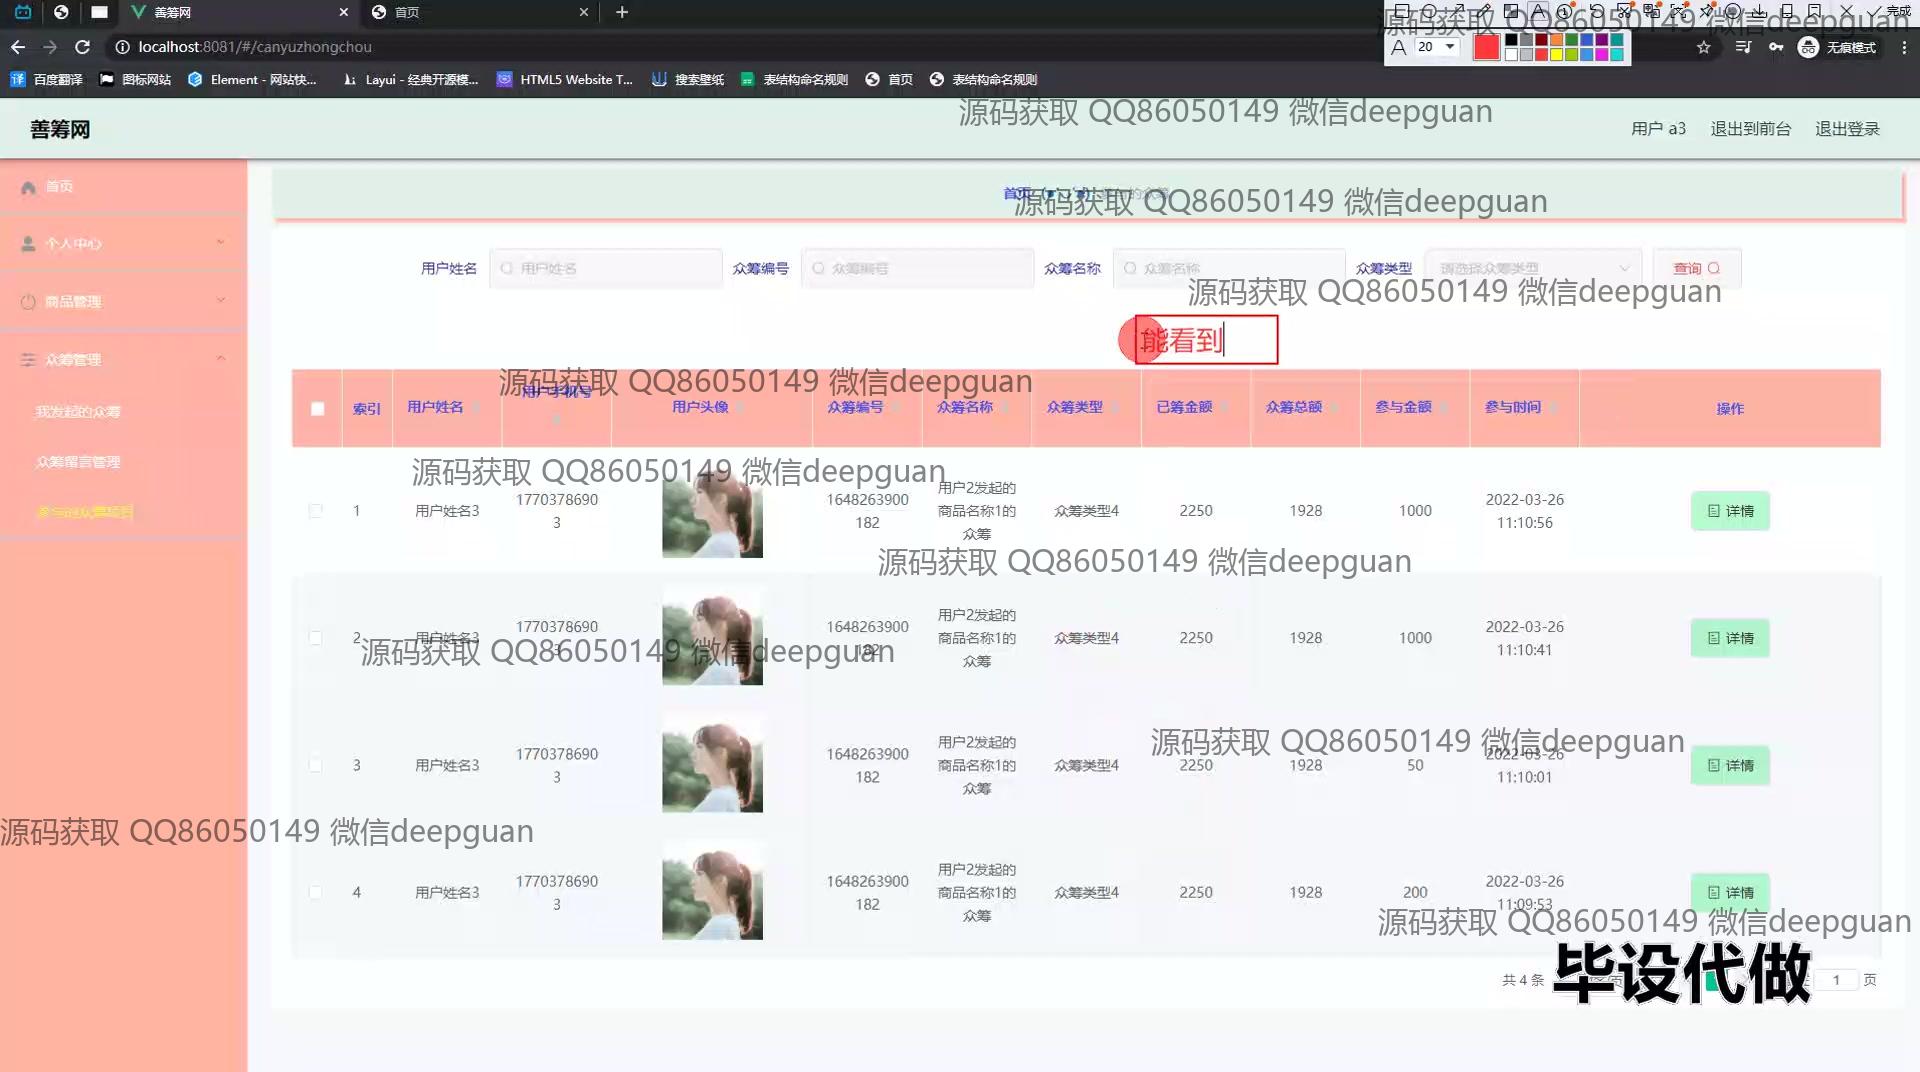 善筹网
首页
完成
localhost:8081/#/canyuzhongchou
20
无痕模式
百度翻译
图标网站
Element - 网站快...
Layui - 经典开源模...
HTML5 Website T...
搜索壁纸
表结构命名规则
首页
表结构命名规则
源码获取 QQ86050149 微信deepguan
善筹网
用户 a3
退出到前台
退出登录
源码获取 QQ86050149 微信deepguan
首页
个人中心
商品管理
众筹管理
我发起的众筹
众筹留言管理
首页
源码获取 QQ86050149 微信deepguan
用户姓名 用户姓名 众筹编号 众筹编号 众筹名称 众筹名称 众筹类型 请选择众筹类型 查询
源码获取 QQ86050149 微信deepguan
能看到
源码获取 QQ86050149 微信deepguan
索引 用户姓名 用户手机号 用户头像 众筹编号 众筹名称 众筹类型 已筹金额 众筹总额 参与金额 参与时间 操作
源码获取 QQ86050149 微信deepguan
1 用户姓名3 17703786903 1648263900182 用户2发起的商品名称1的众筹 众筹类型4 2250 1928 1000 2022-03-26 11:10:56 详情
源码获取 QQ86050149 微信deepguan
2 用户姓名3 17703786903 1648263900182 用户2发起的商品名称1的众筹 众筹类型4 2250 1928 1000 2022-03-26 11:10:41 详情
源码获取 QQ86050149 微信deepguan
源码获取 QQ86050149 微信deepguan
3 用户姓名3 17703786903 1648263900182 用户2发起的商品名称1的众筹 众筹类型4 2250 1928 50 2022-03-26 11:10:01 详情
源码获取 QQ86050149 微信deepguan
4 用户姓名3 17703786903 1648263900182 用户2发起的商品名称1的众筹 众筹类型4 2250 1928 200 2022-03-26 11:09:53 详情
源码获取 QQ86050149 微信deepguan
共 4 条
毕设代做
1 页